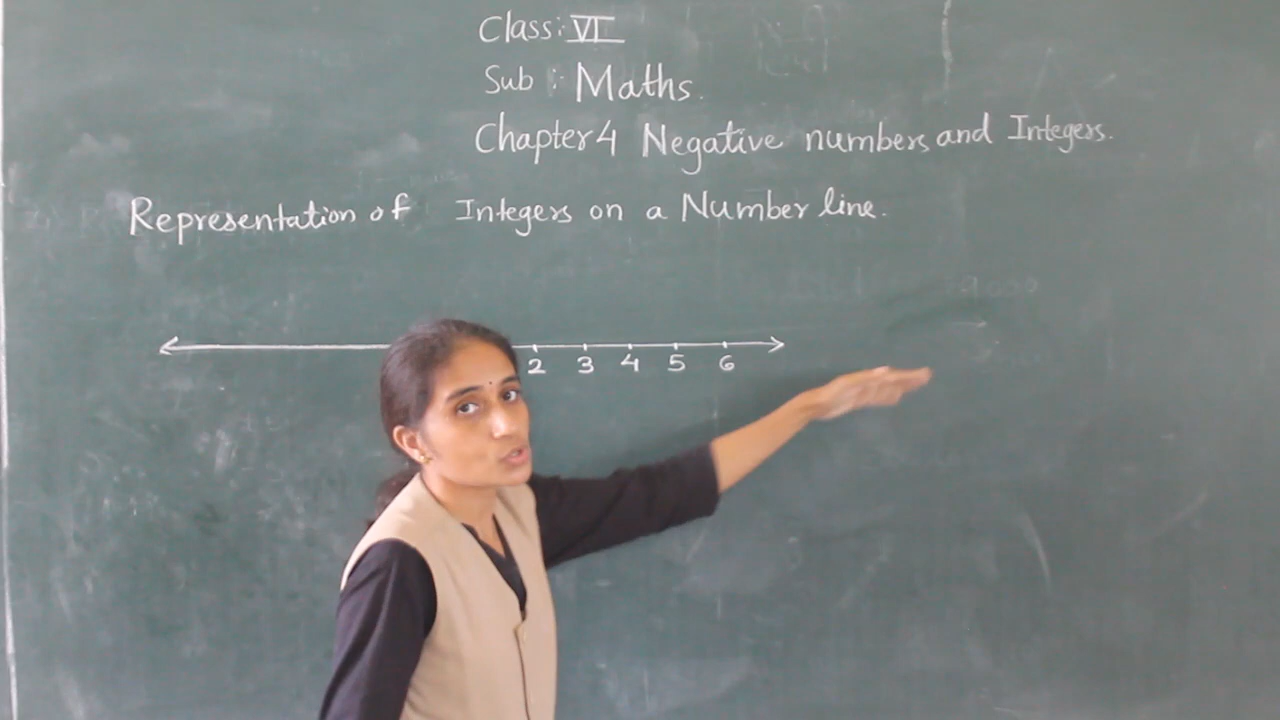 Class: VI
Sub : Maths.
Chapter 4 Negative numbers and Integers.
Representation of Integers on a Number line.
2 3 4 5 6